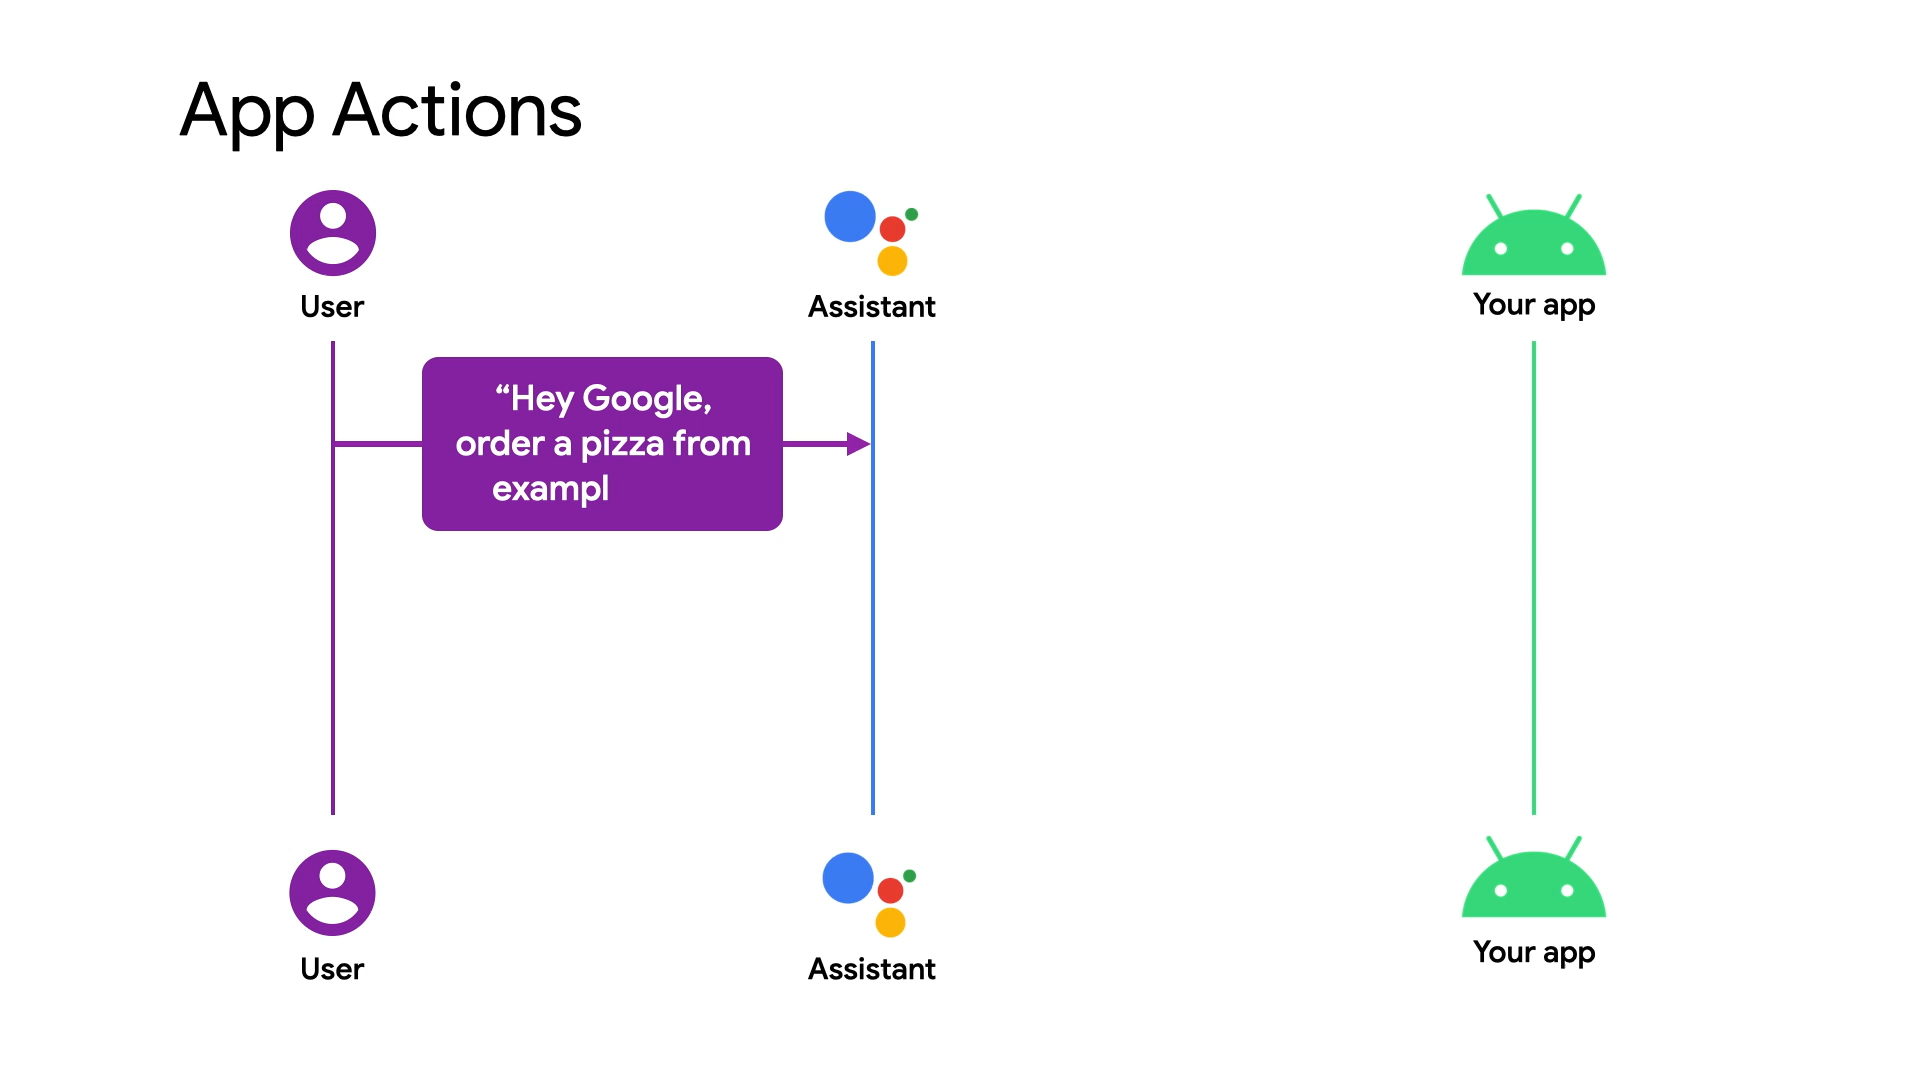 App Actions
User
Assistant
Your app
“Hey Google,
order a pizza from
exampl
User
Assistant
Your app